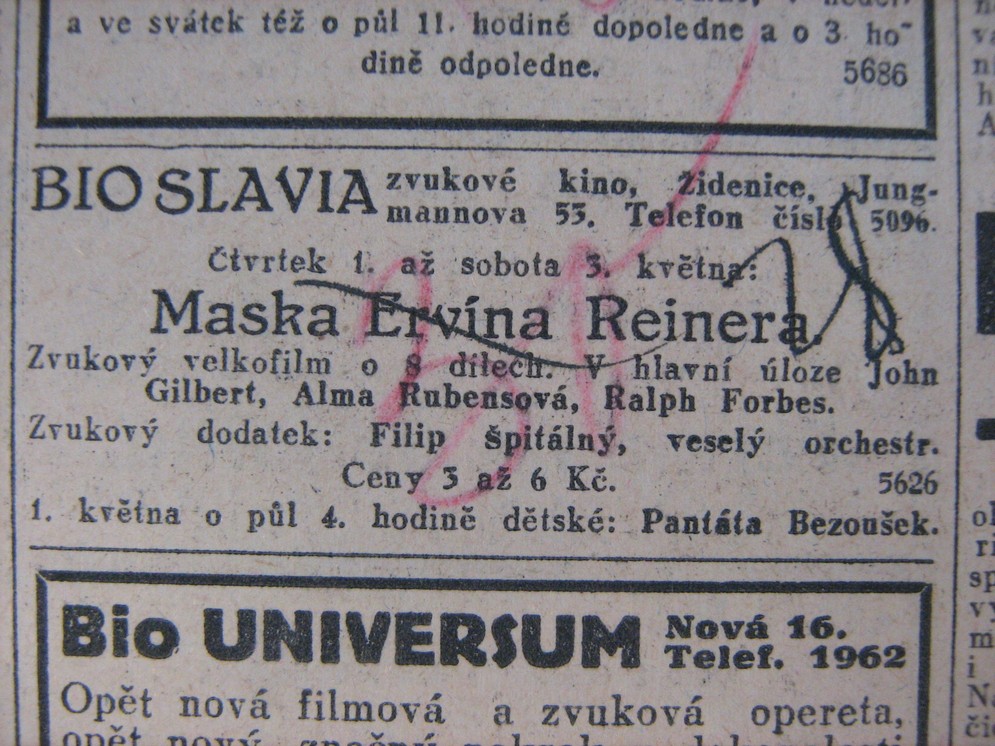 a ve svátek též o půl 11. hodině dopoledne a o 3 ho-
dině odpoledne. 5686
BIO SLAVIA zvukové kino, Židenice, Jung-
mannova 53. Telefon číslo 5096.
Čtvrtek 1. až sobota 3. května:
Maska Ervína Reinera.
Zvukový velkofilm o 8 dílech. V hlavní úloze John
Gilbert, Alma Rubensová, Ralph Forbes.
Zvukový dodatek: Filip špitálný, veselý orchestr.
Ceny 3 až 6 Kč. 5626
1. května o půl 4. hodině dětské: Pantáta Bezoušek.
Bio UNIVERSUM Nová 16.
Telef. 1962
Opět nová filmová a zvuková opereta,